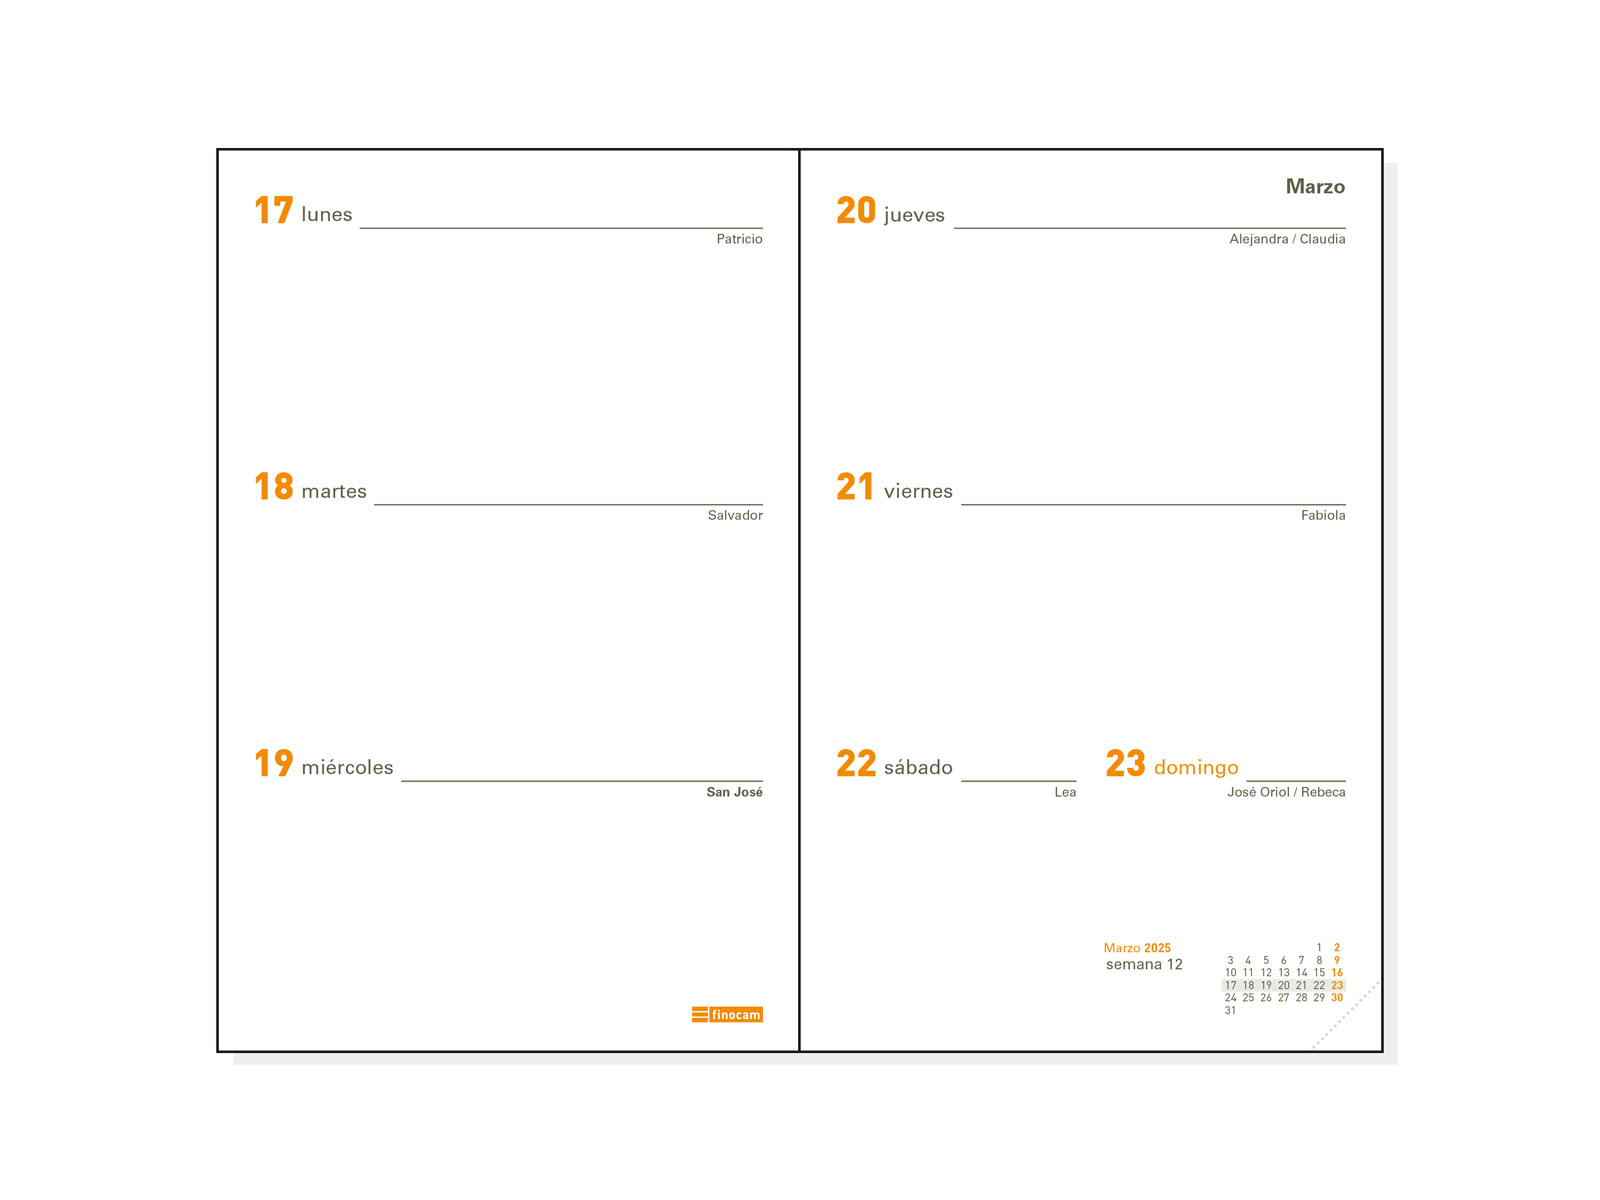 17 lunes
Patricio
18 martes
Salvador
19 miércoles
San José
finocam
Marzo
20 jueves
Alejandra / Claudia
21 viernes
Fabiola
22 sábado
Lea
23 domingo
José Oriol / Rebeca
Marzo 2025
semana 12
1 2
3 4 5 6 7 8 9
10 11 12 13 14 15 16
17 18 19 20 21 22 23
24 25 26 27 28 29 30
31